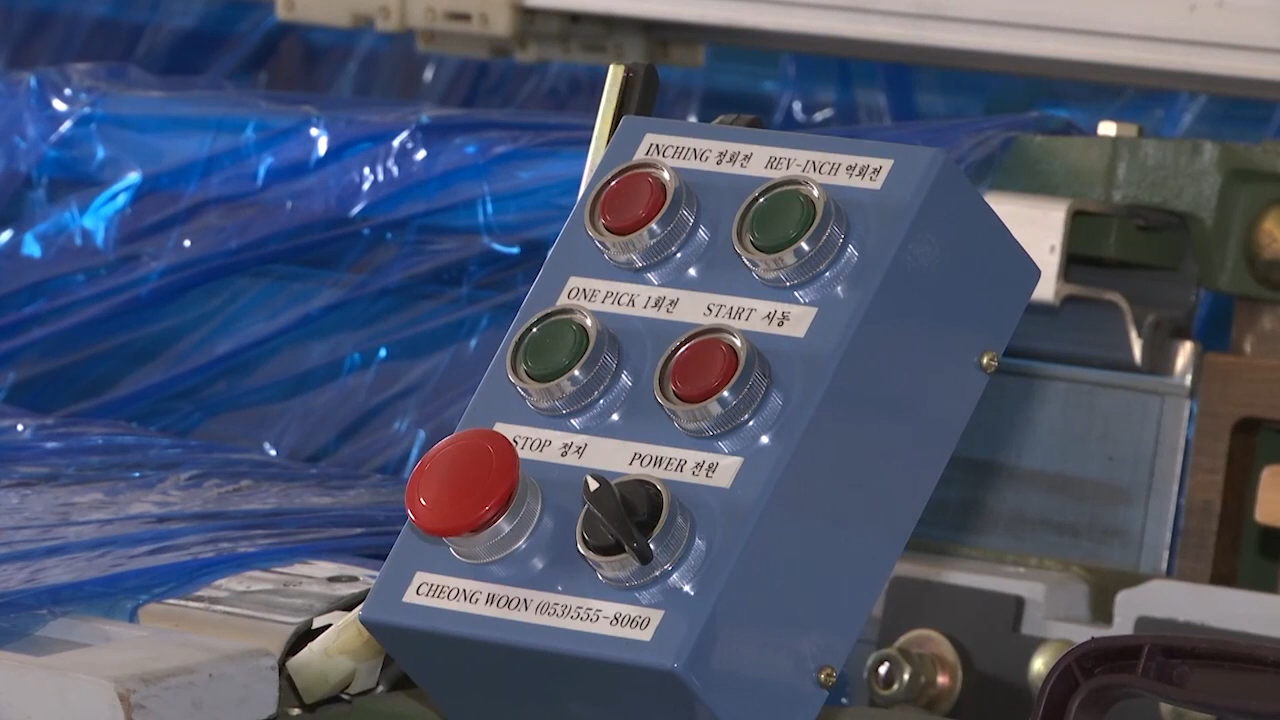 INCHING 정회전 REV-INCH 역회전
ONE PICK 1회전 START 시동
STOP 정지 POWER 전원
CHEONG WOON (053)555-8060